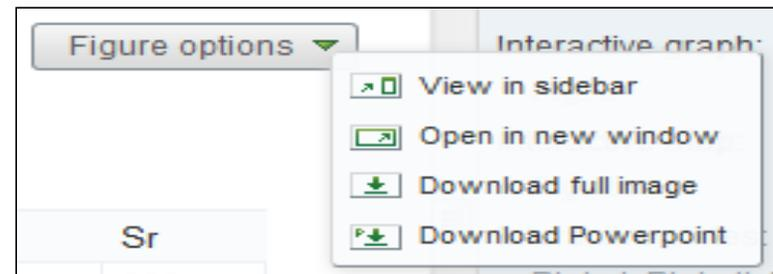 Figure options
Interactive graph:
View in sidebar
Open in new window
Download full image
Download Powerpoint
Sr